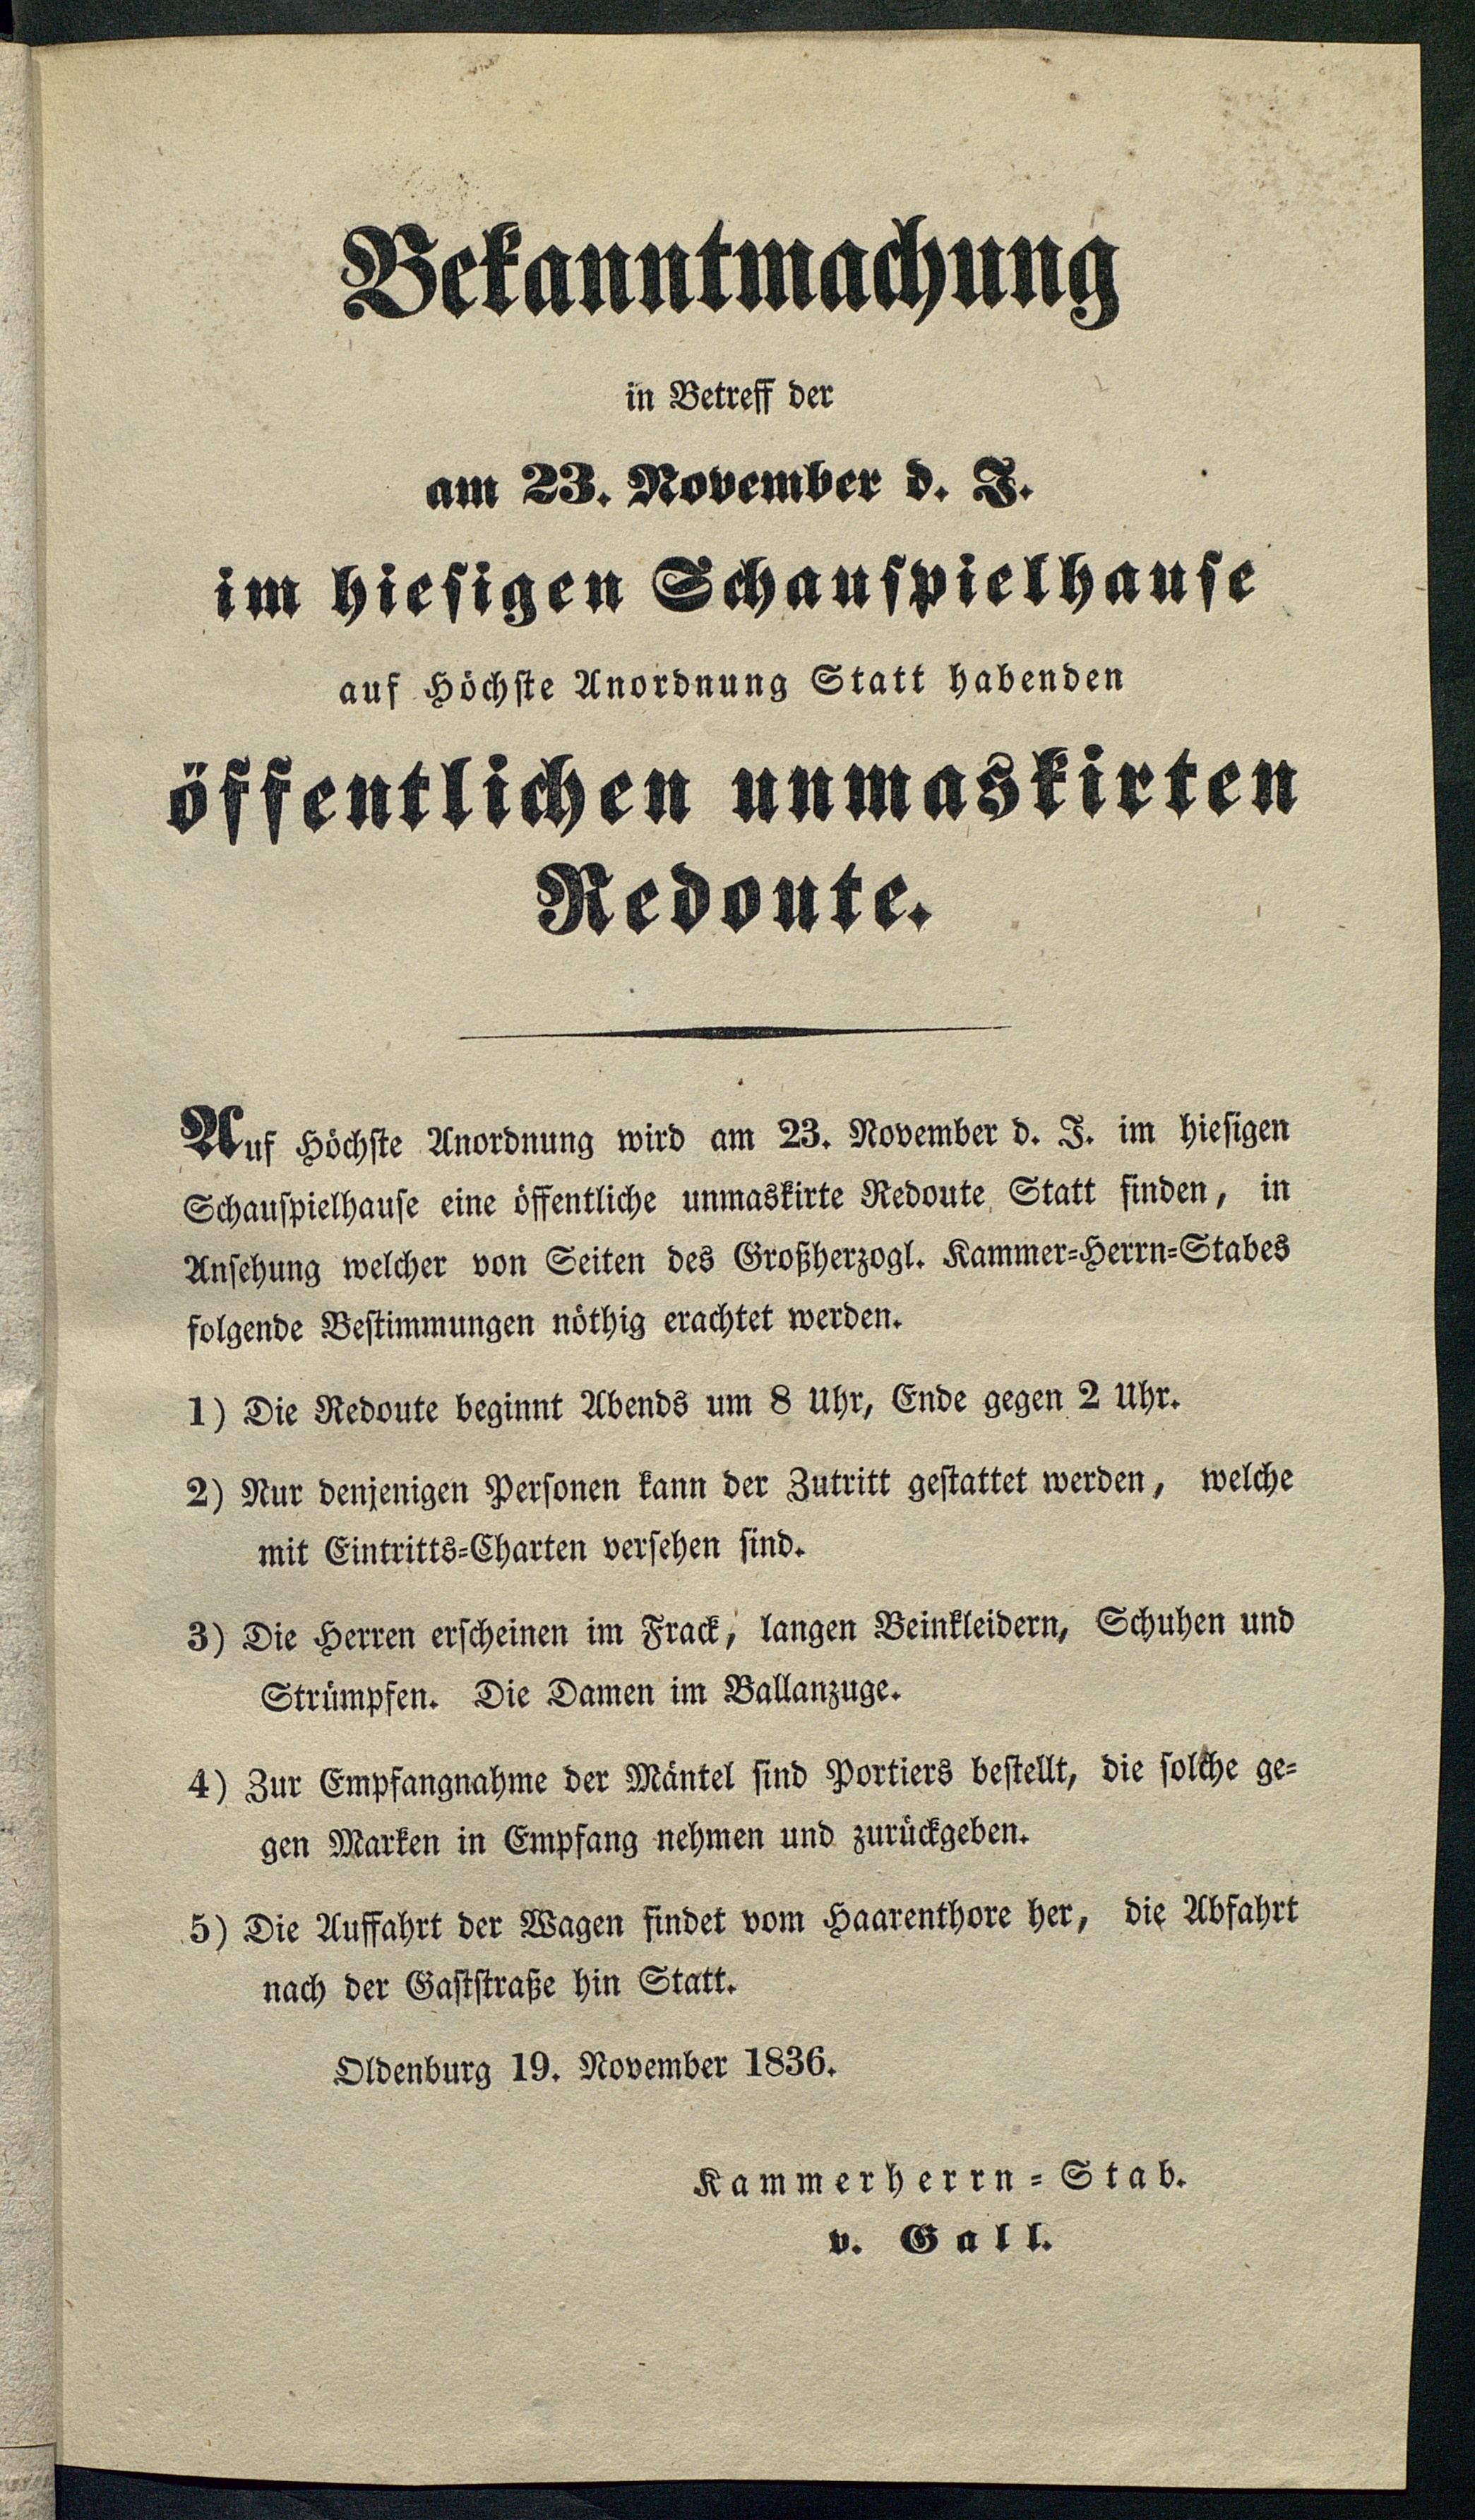 Bekanntmachung
in Betreff der
am 23. November d. J.
im hiesigen Schauspielhause
auf Höchste Anordnung Statt habenden
öffentlichen unmaskirten
Redoute.
Auf Höchste Anordnung wird am 23. November d. J. im hiesigen
Schauspielhause eine öffentliche unmaskirte Redoute Statt finden, in
Ansehung welcher von Seiten des Großherzogl. Kammer=Herrn=Stabes
folgende Bestimmungen nöthig erachtet werden.
1) Die Redoute beginnt Abends um 8 Uhr, Ende gegen 2 Uhr.
2) Nur denjenigen Personen kann der Zutritt gestattet werden, welche
mit Eintritts=Charten versehen sind.
3) Die Herren erscheinen im Frack, langen Beinkleidern, Schuhen und
Strümpfen. Die Damen im Ballanzuge.
4) Zur Empfangnahme der Mäntel sind Portiers bestellt, die solche ge=
gen Marken in Empfang nehmen und zurückgeben.
5) Die Auffahrt der Wagen findet vom Haarenthore her, die Abfahrt
nach der Gaststraße hin Statt.
Oldenburg 19. November 1836.
Kammerherrn=Stab.
v. Gall.